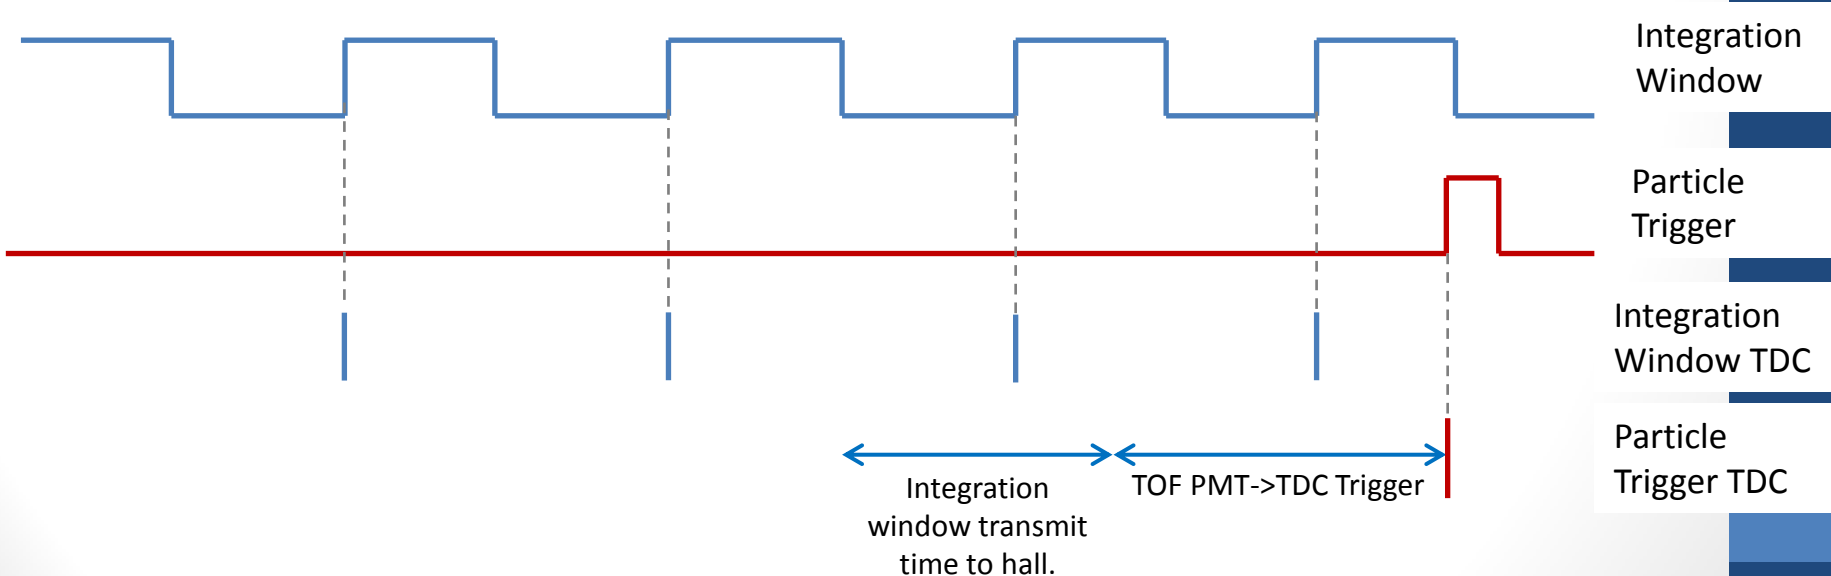 Integration
Window
Particle
Trigger
Integration
Window TDC
Particle
Trigger TDC
Integration
window transmit
time to hall.
TOF PMT->TDC Trigger